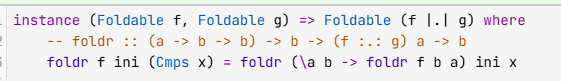 instance (Foldable f, Foldable g) => Foldable (f |.| g) where
-- foldr :: (a -> b -> b) -> b -> (f :.: g) a -> b
foldr f ini (Cmps x) = foldr (\a b -> foldr f b a) ini x